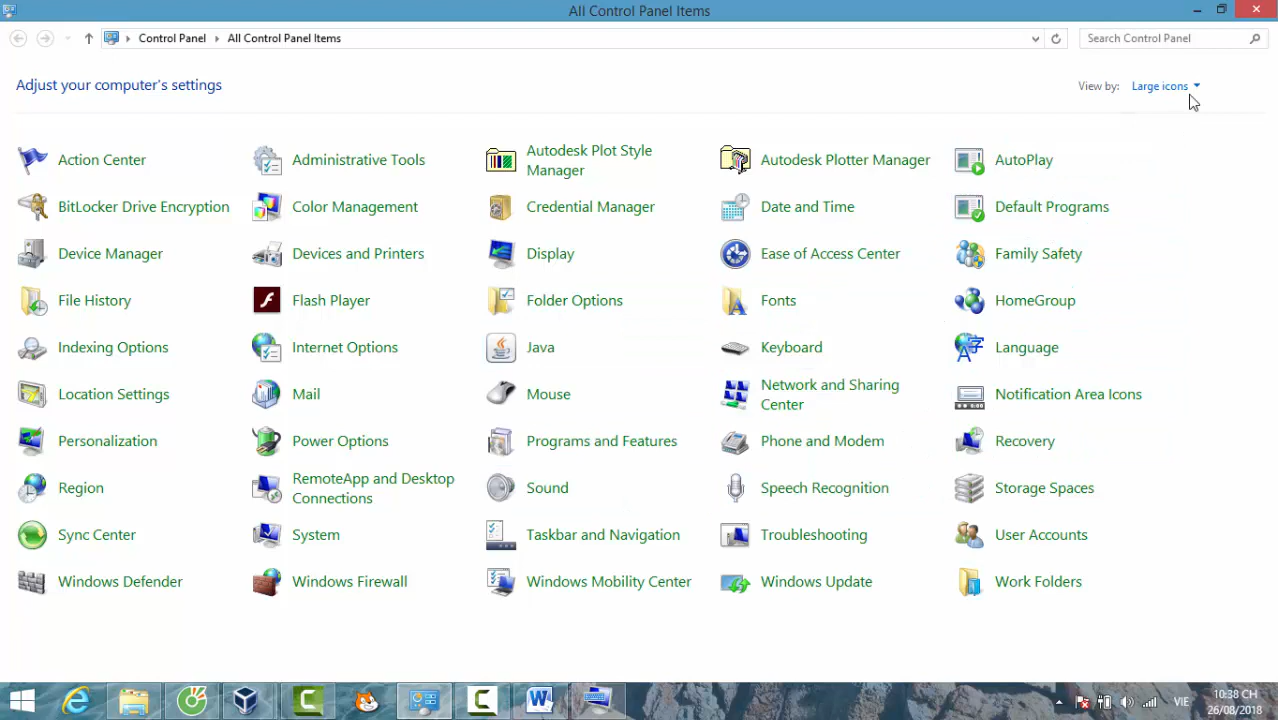 All Control Panel Items
Control Panel All Control Panel Items
Search Control Panel
Adjust your computer's settings
View by: Large icons
Action Center
Administrative Tools
Autodesk Plot Style
Manager
Autodesk Plotter Manager
AutoPlay
BitLocker Drive Encryption
Color Management
Credential Manager
Date and Time
Default Programs
Device Manager
Devices and Printers
Display
Ease of Access Center
Family Safety
File History
Flash Player
Folder Options
Fonts
HomeGroup
Indexing Options
Internet Options
Java
Keyboard
Language
Location Settings
Mail
Mouse
Network and Sharing
Center
Notification Area Icons
Personalization
Power Options
Programs and Features
Phone and Modem
Recovery
Region
RemoteApp and Desktop
Connections
Sound
Speech Recognition
Storage Spaces
Sync Center
System
Taskbar and Navigation
Troubleshooting
User Accounts
Windows Defender
Windows Firewall
Windows Mobility Center
Windows Update
Work Folders
VIE
10:38 CH
26/08/2018